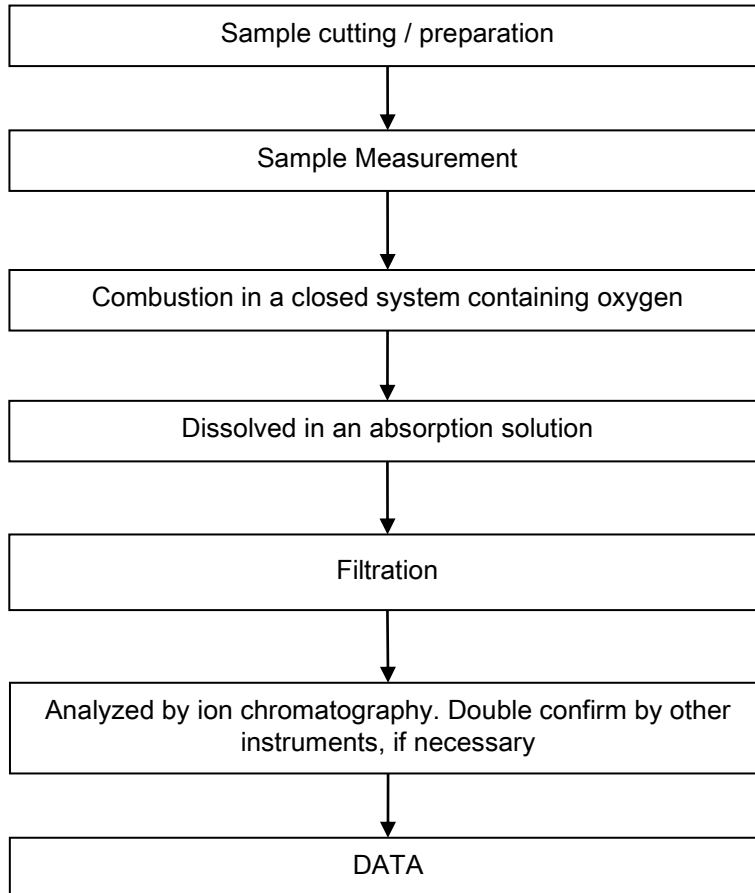 Sample cutting / preparation
Sample Measurement
Combustion in a closed system containing oxygen
Dissolved in an absorption solution
Filtration
Analyzed by ion chromatography. Double confirm by other
instruments, if necessary
DATA